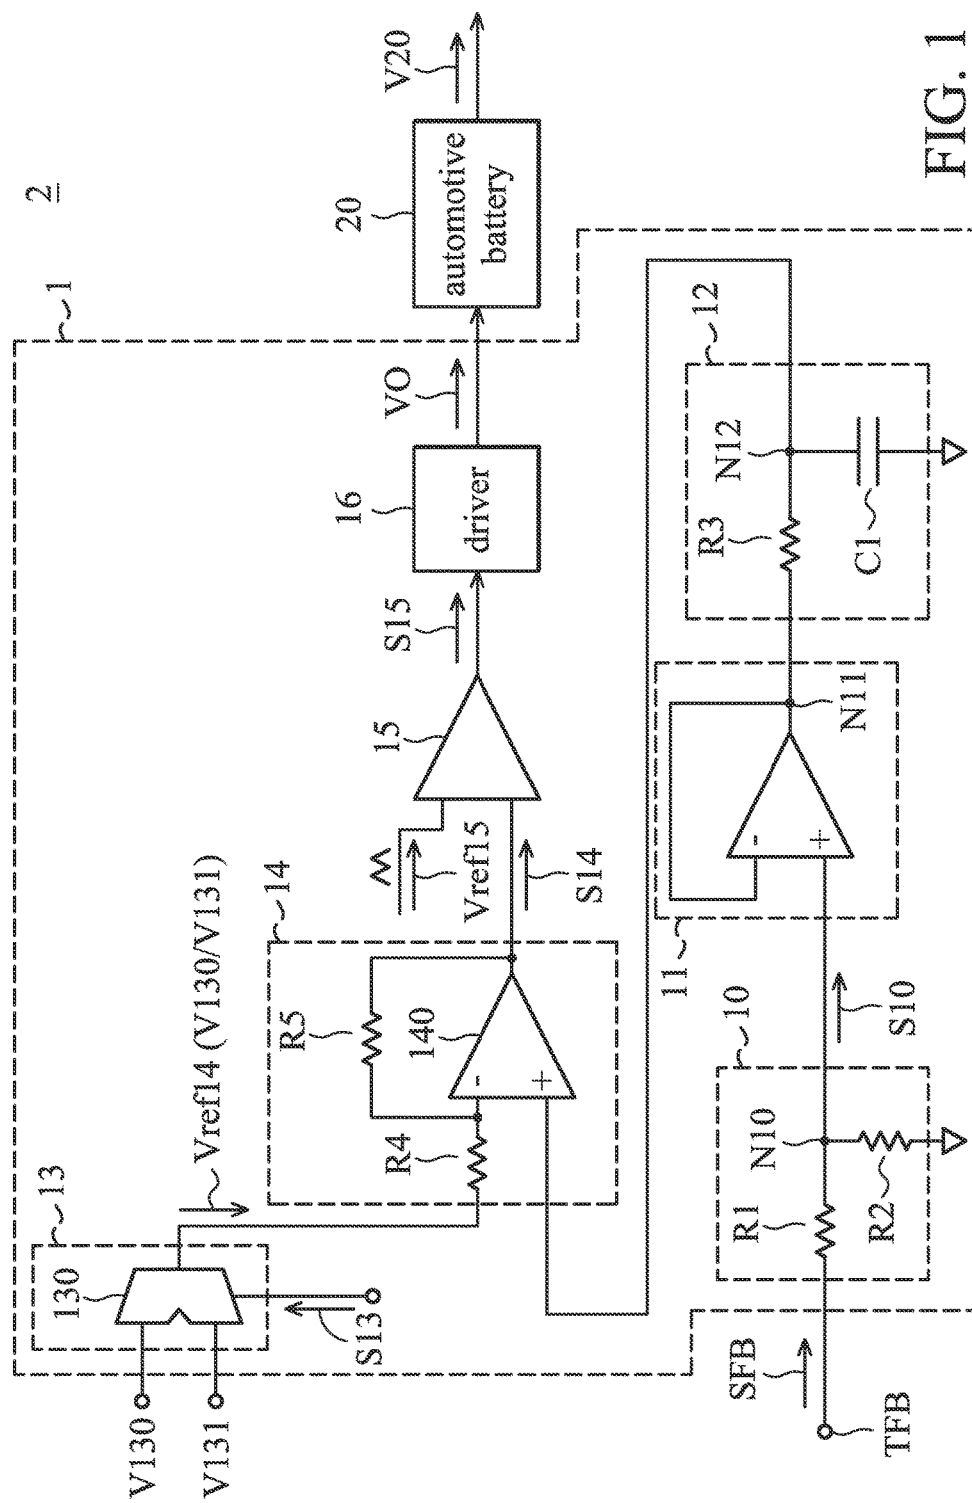 2
1
13
130
V130
V131
S13
Vref14 (V130/V131)
14
R5
R4
140
-
+
S14
Vref15
15
S15
16
driver
VO
20
automotive
battery
V20
TFB
SFB
10
R1
N10
R2
S10
11
-
+
N11
12
R3
N12
C1
FIG. 1